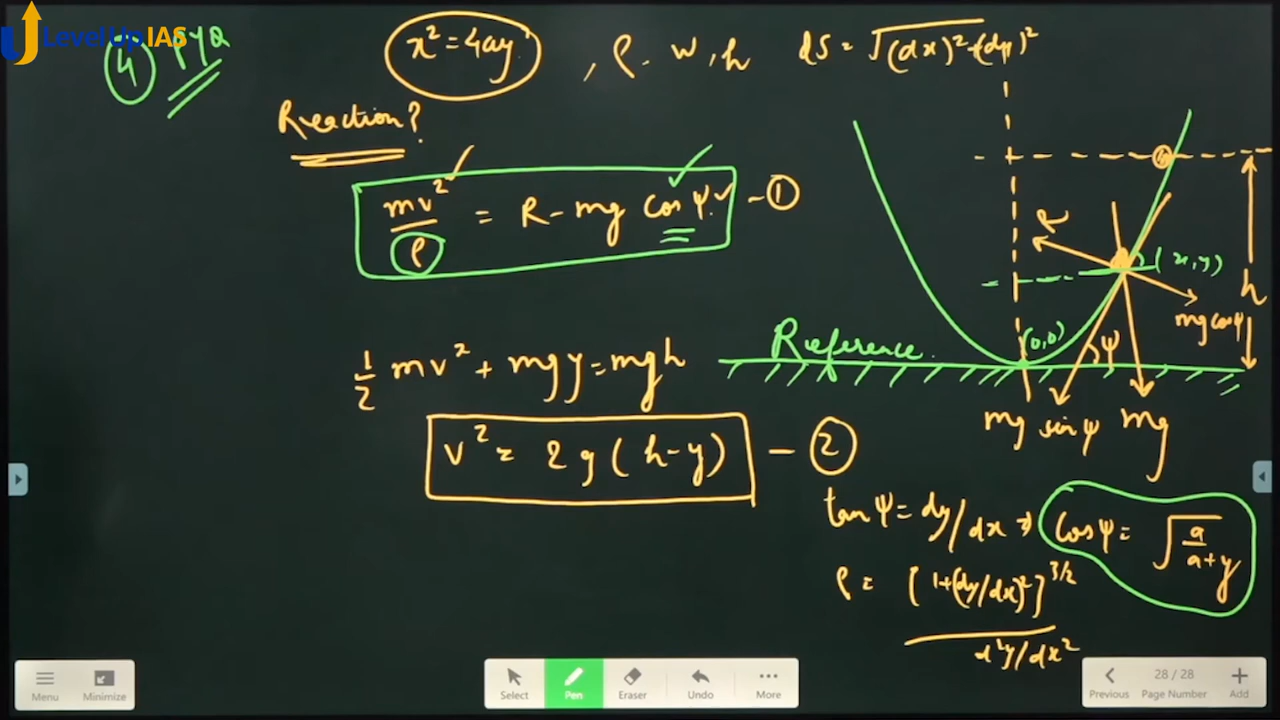 LevelUp IAS
④ PYQ
x² = 4ay , ρ. w, h ds = √(dx)²+(dy)²
Reaction?
mv²/ρ = R - mg cos ψ. - ①
R
(x, y)
h
mg cos ψ
(0,0)
Reference.
ψ
mg sin ψ mg
1/2 mv² + mgy = mgh
v² = 2g(h-y) - ②
tan ψ = dy/dx ⇒ cos ψ = √a/a+y
ρ = [1+(dy/dx)²]^3/2 / d²y/dx²
Menu Minimize
Select Pen Eraser Undo More
Previous 28 / 28 Page Number Add